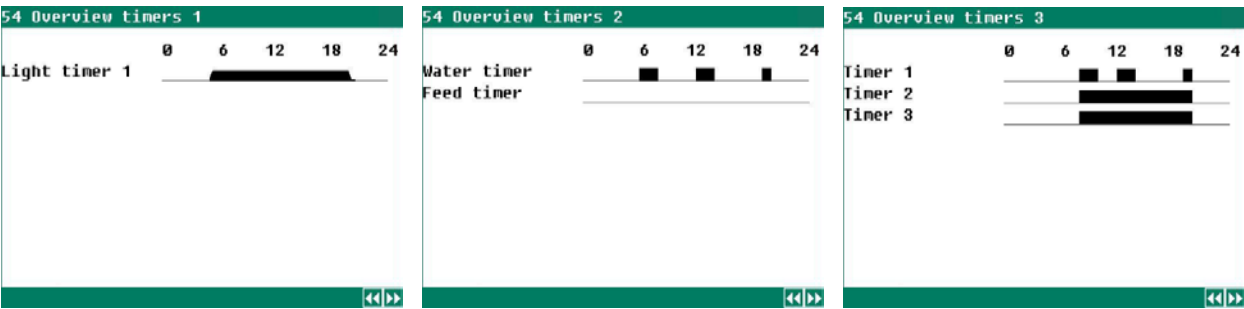 54 Overview timers 1
0 6 12 18 24
Light timer 1
54 Overview timers 2
0 6 12 18 24
Water timer
Feed timer
54 Overview timers 3
0 6 12 18 24
Timer 1
Timer 2
Timer 3